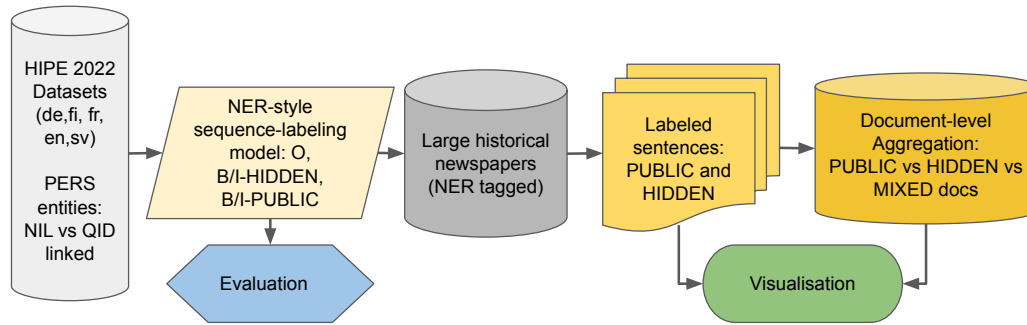 HIPE 2022
Datasets
(de,fi, fr,
en,sv)
PERS
entities:
NIL vs QID
linked
NER-style
sequence-labeling
model: O,
B/I-HIDDEN,
B/I-PUBLIC
Evaluation
Large historical
newspapers
(NER tagged)
Labeled
sentences:
PUBLIC and
HIDDEN
Document-level
Aggregation:
PUBLIC vs HIDDEN vs
MIXED docs
Visualisation